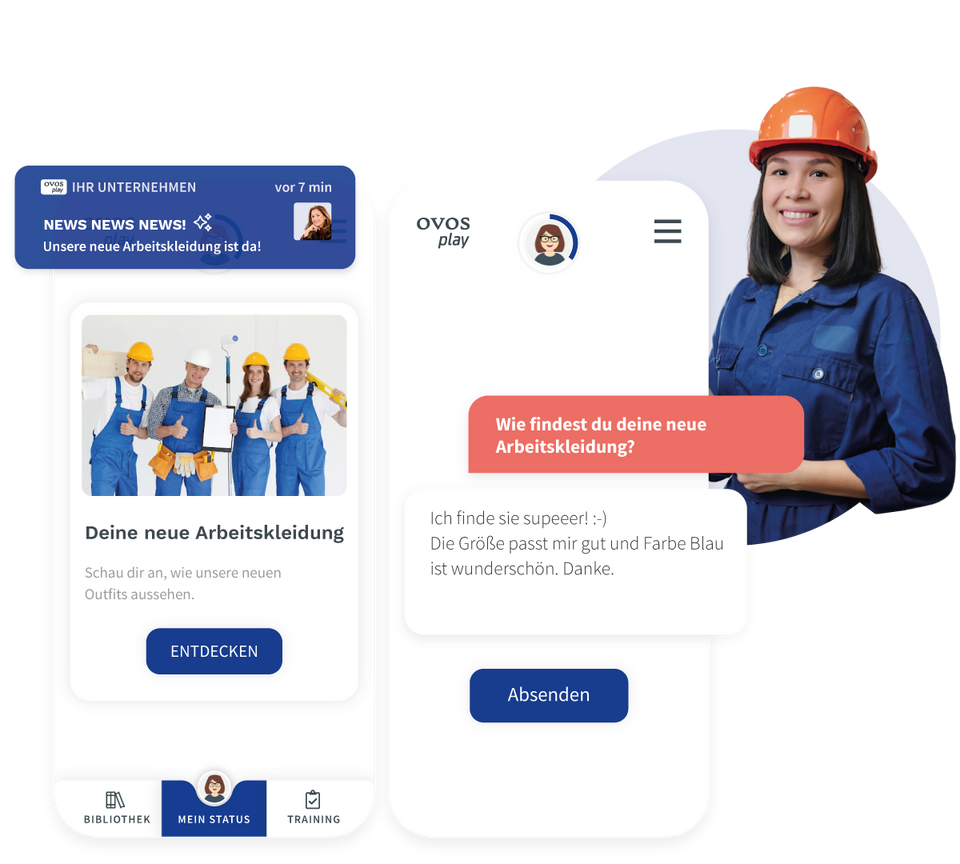 ovos play IHR UNTERNEHMEN vor 7 min
NEWS NEWS NEWS!
Unsere neue Arbeitskleidung ist da!
Deine neue Arbeitskleidung
Schau dir an, wie unsere neuen
Outfits aussehen.
ENTDECKEN
BIBLIOTHEK MEIN STATUS TRAINING
ovos
play
Wie findest du deine neue
Arbeitskleidung?
Ich finde sie supeeer! :-)
Die Größe passt mir gut und Farbe Blau
ist wunderschön. Danke.
Absenden